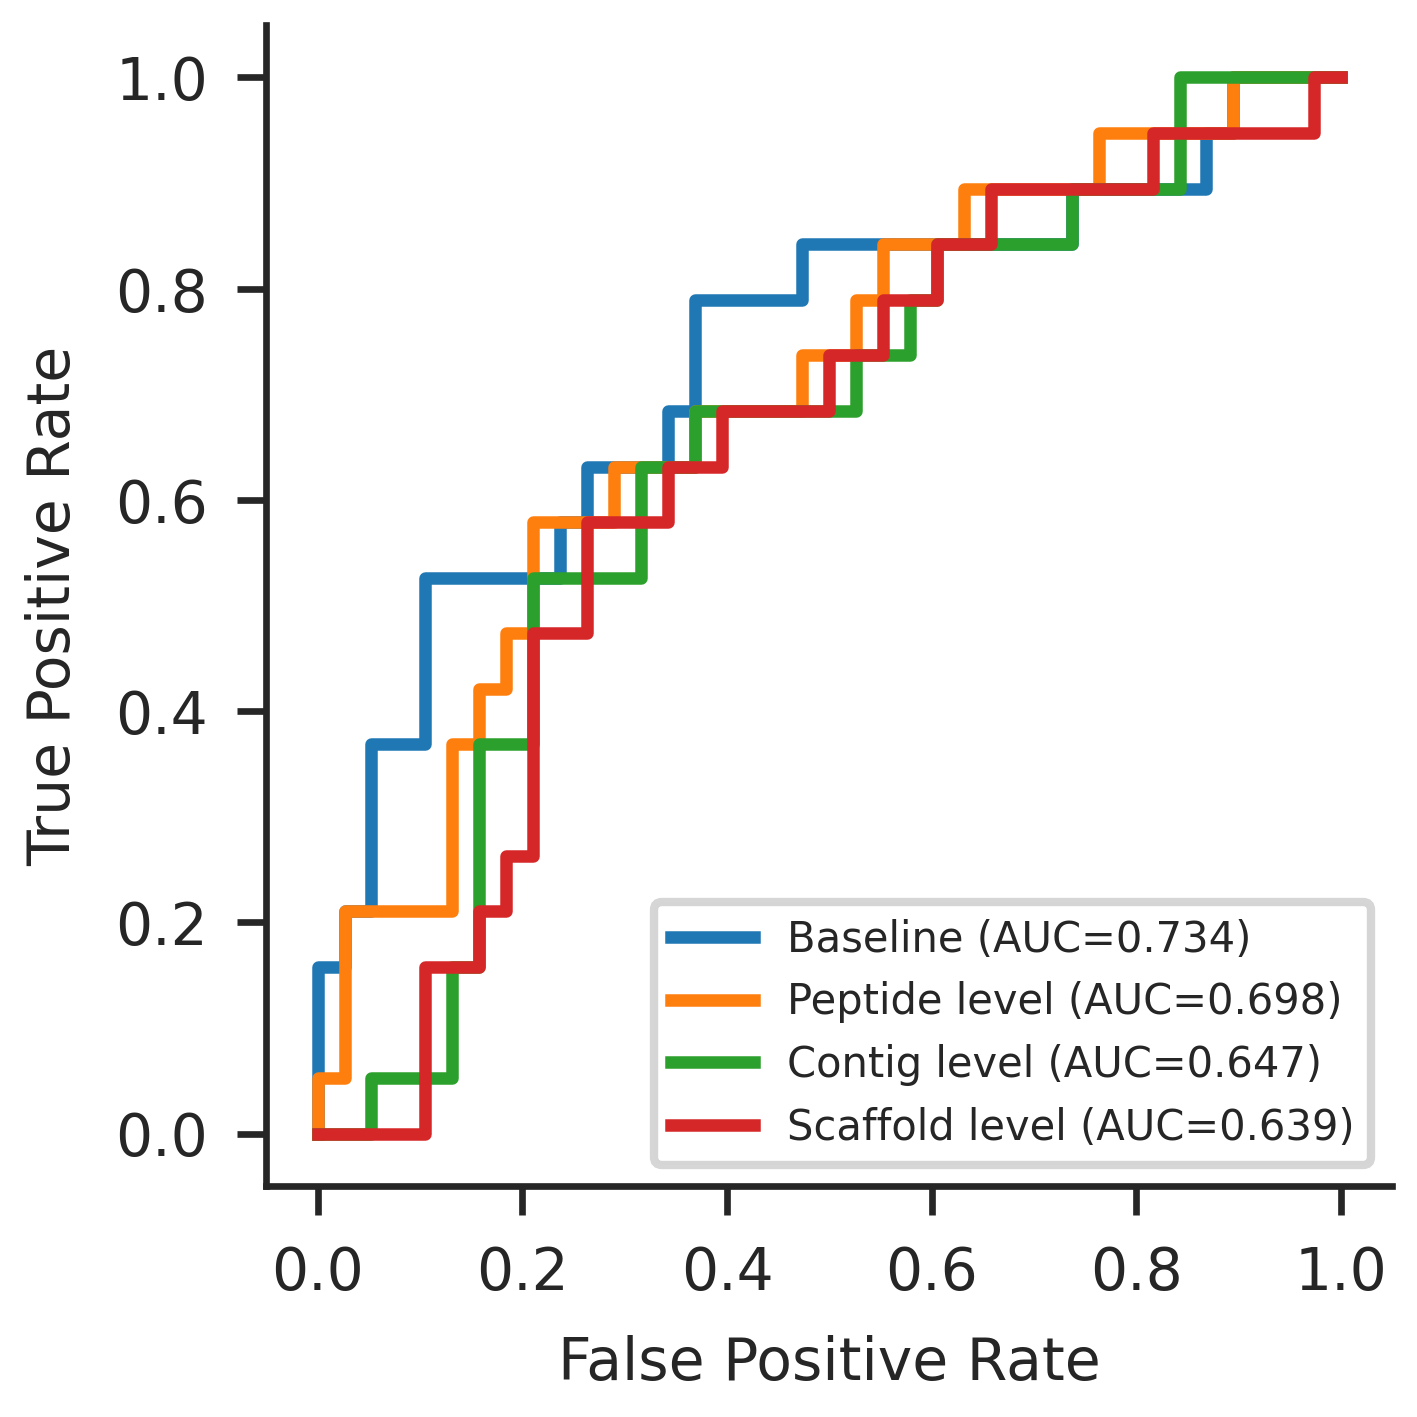 1.0
0.8
0.6
0.4
0.2
0.0
True Positive Rate
Baseline (AUC=0.734)
Peptide level (AUC=0.698)
Contig level (AUC=0.647)
Scaffold level (AUC=0.639)
0.0 0.2 0.4 0.6 0.8 1.0
False Positive Rate